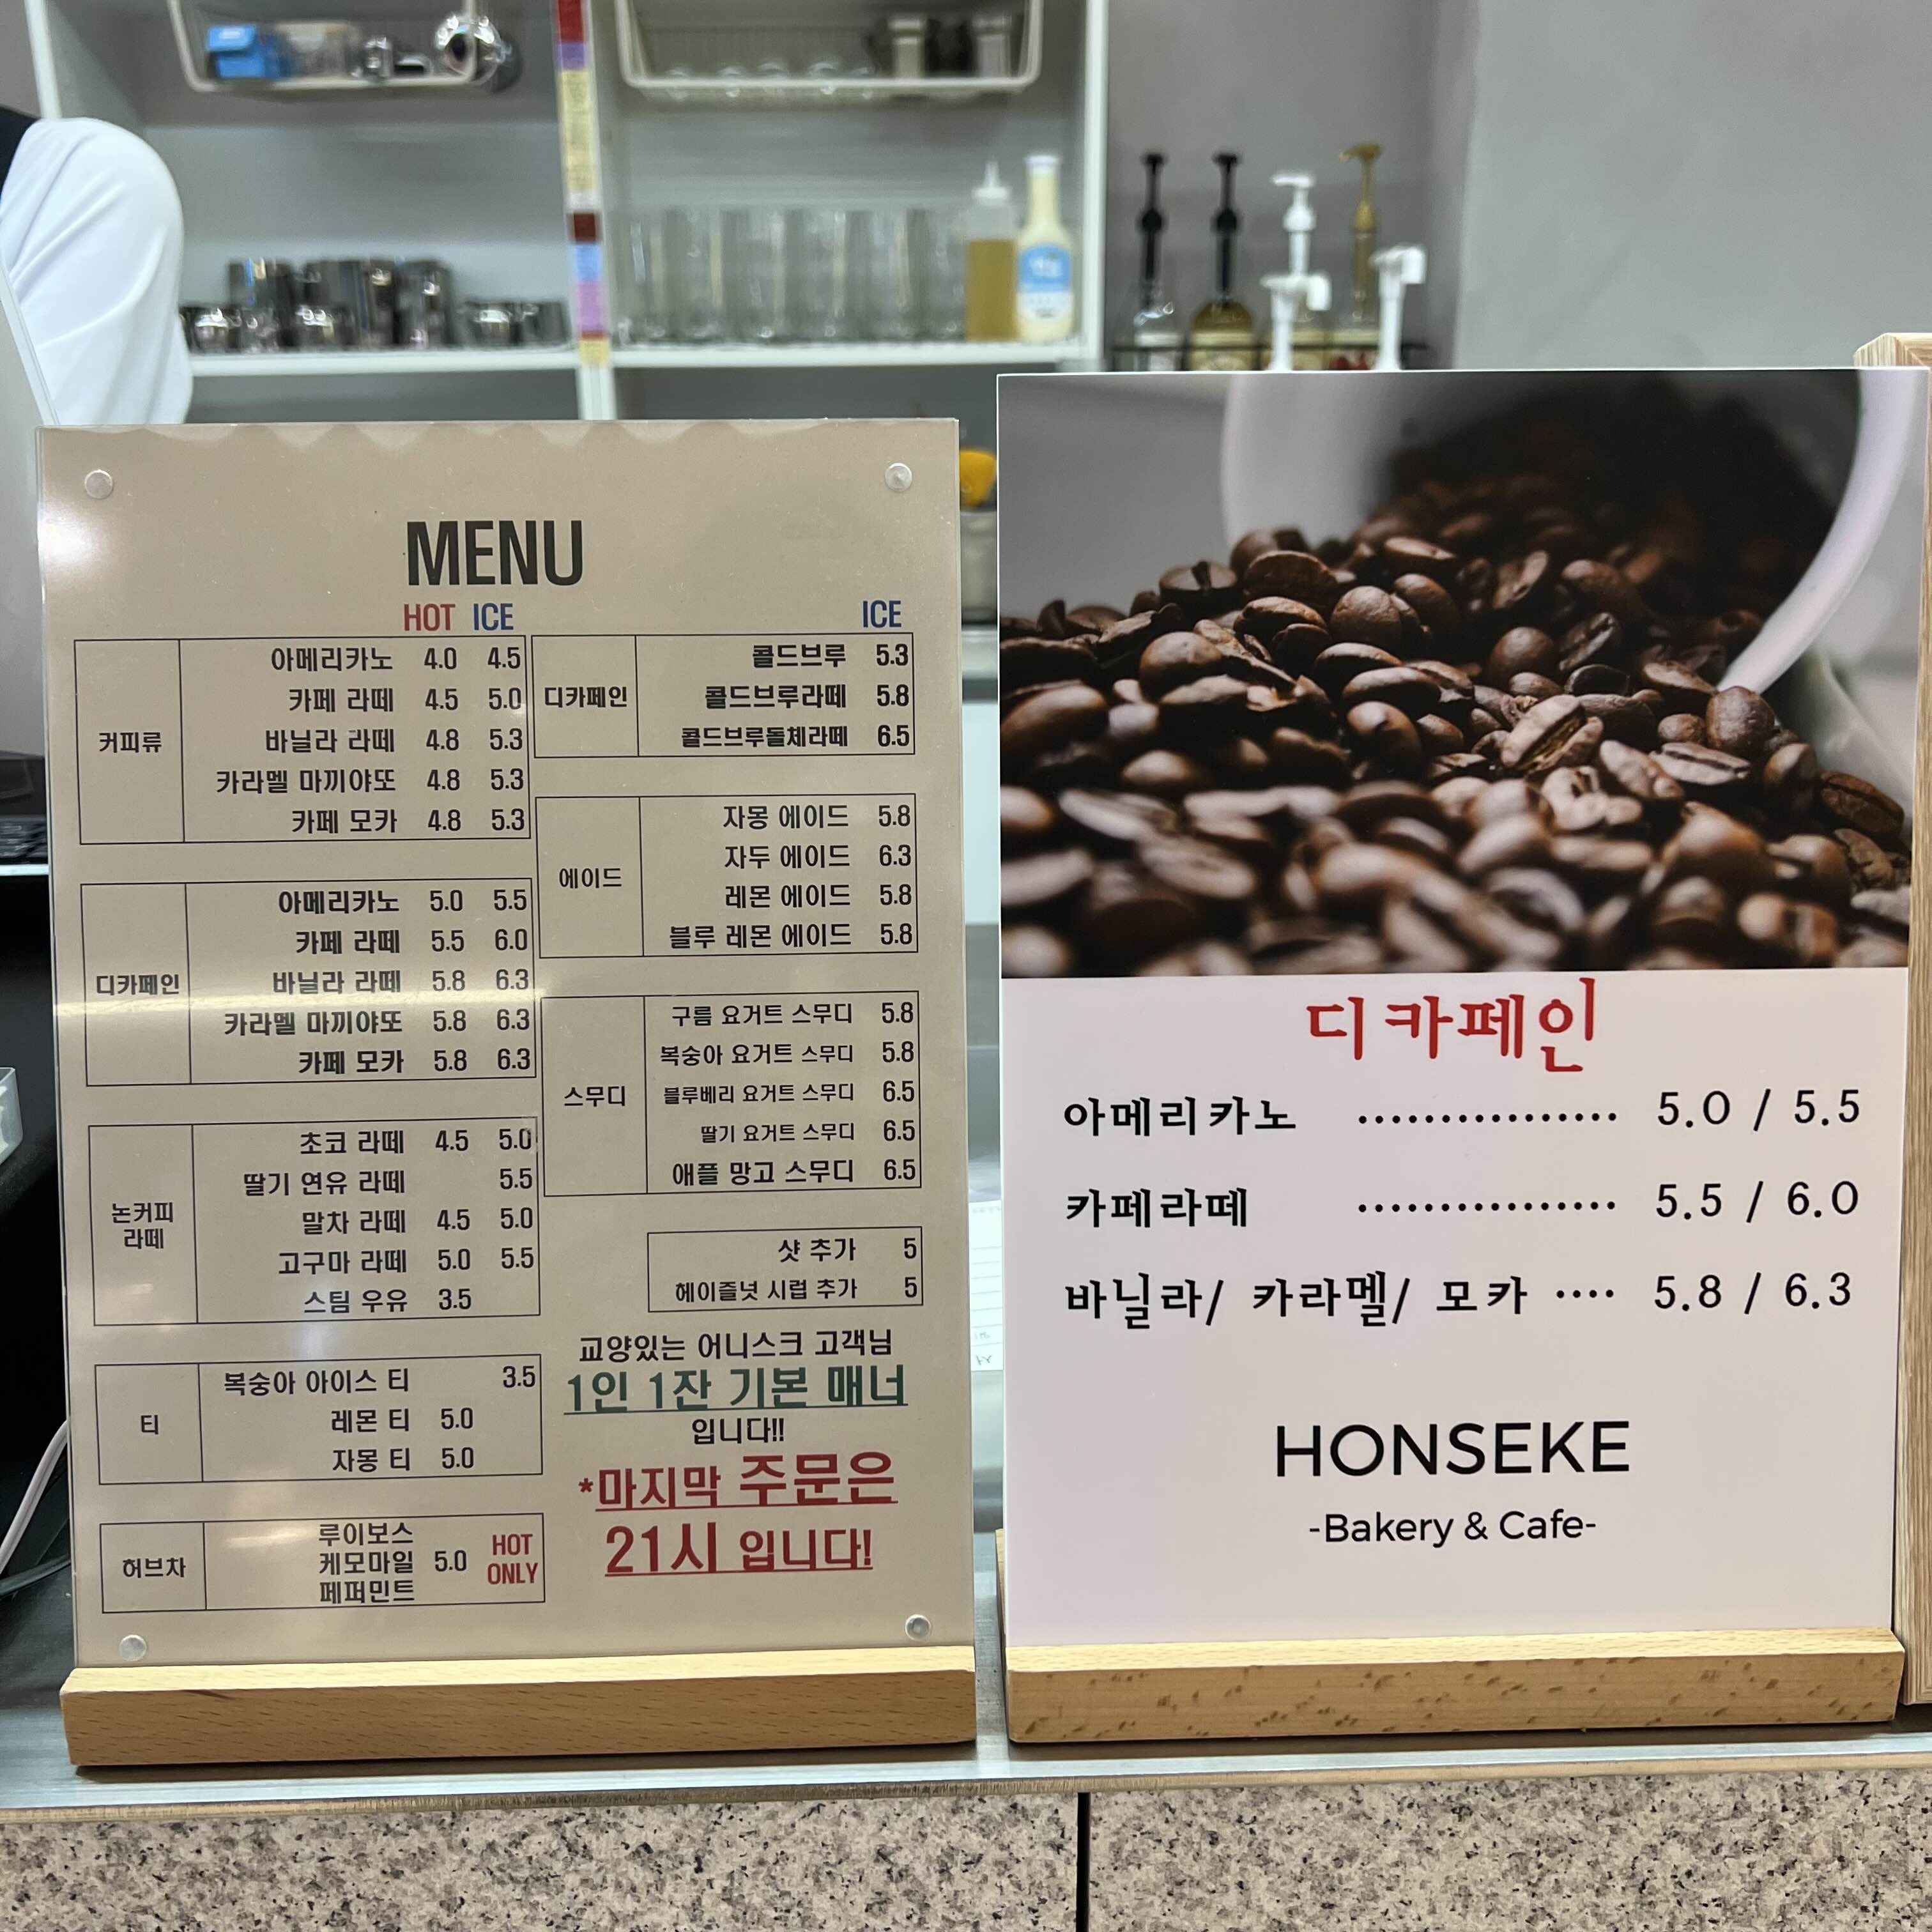 MENU
HOT ICE
커피류
아메리카노 4.0 4.5
카페 라떼 4.5 5.0
바닐라 라떼 4.8 5.3
카라멜 마끼야또 4.8 5.3
카페 모카 4.8 5.3
디카페인
아메리카노 5.0 5.5
카페 라떼 5.5 6.0
바닐라 라떼 5.8 6.3
카라멜 마끼야또 5.8 6.3
카페 모카 5.8 6.3
논커피
라떼
초코 라떼 4.5 5.0
딸기 연유 라떼 5.5
말차 라떼 4.5 5.0
고구마 라떼 5.0 5.5
스팀 우유 3.5
티
복숭아 아이스 티 3.5
레몬 티 5.0
자몽 티 5.0
허브차
루이보스
케모마일 5.0
페퍼민트
HOT
ONLY
ICE
디카페인
콜드브루 5.3
콜드브루라떼 5.8
콜드브루돌체라떼 6.5
에이드
자몽 에이드 5.8
자두 에이드 6.3
레몬 에이드 5.8
블루 레몬 에이드 5.8
스무디
구름 요거트 스무디 5.8
복숭아 요거트 스무디 5.8
블루베리 요거트 스무디 6.5
딸기 요거트 스무디 6.5
애플 망고 스무디 6.5
샷 추가 5
헤이즐넛 시럽 추가 5
교양있는 어니스크 고객님
1인 1잔 기본 매너
입니다!!
*마지막 주문은
21시 입니다!
디카페인
아메리카노 ················ 5.0 / 5.5
카페라떼 ················ 5.5 / 6.0
바닐라/ 카라멜/ 모카 ···· 5.8 / 6.3
HONSEKE
-Bakery & Cafe-